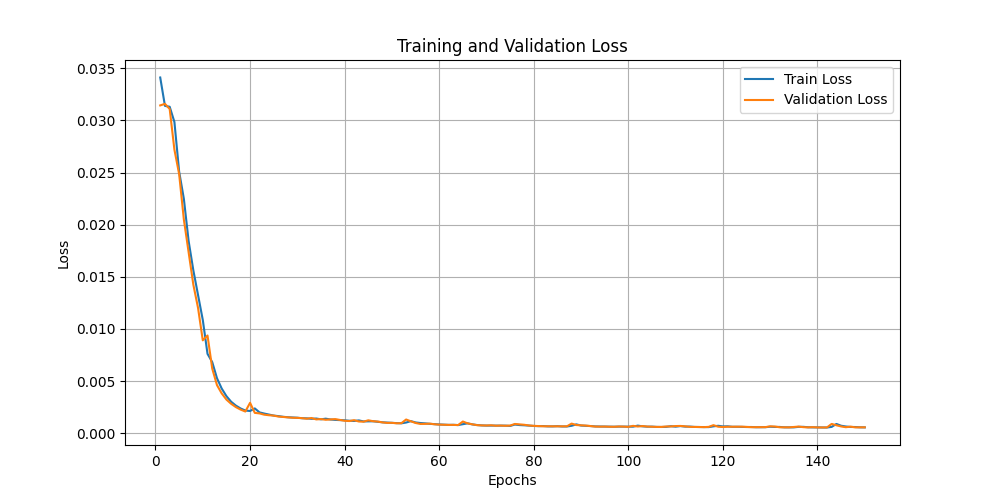 Training and Validation Loss
0.035
0.030
0.025
0.020
0.015
0.010
0.005
0.000
Loss
Train Loss
Validation Loss
0 20 40 60 80 100 120 140
Epochs